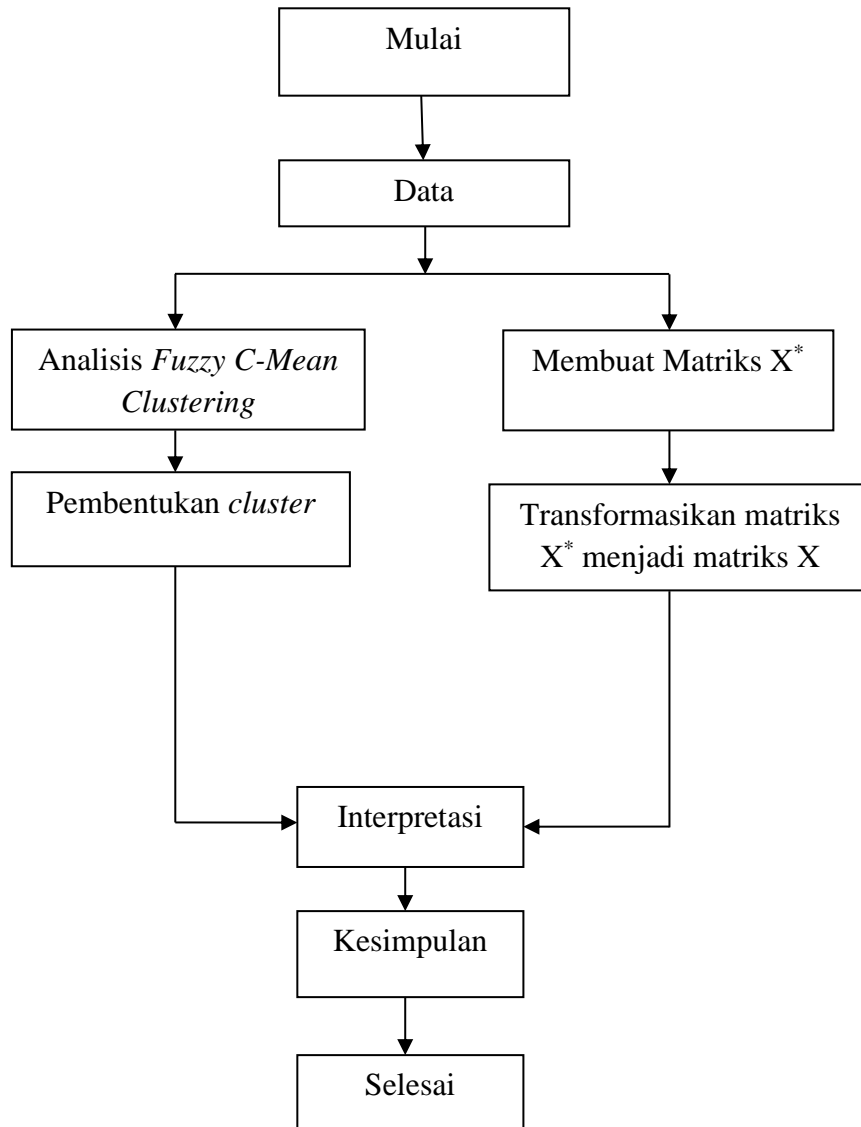 Mulai
Data
Analisis Fuzzy C-Mean
Clustering
Pembentukan cluster
Membuat Matriks X*
Transformasikan matriks
X* menjadi matriks X
Interpretasi
Kesimpulan
Selesai